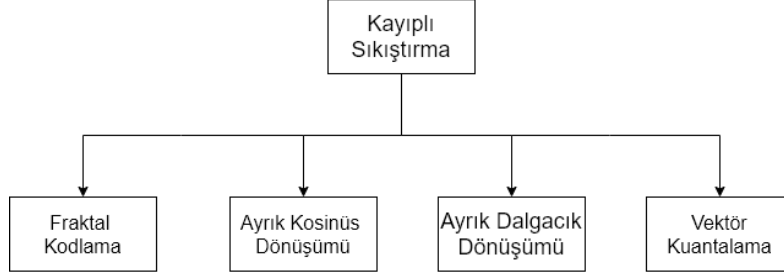 Kayıplı
Sıkıştırma
Fraktal
Kodlama
Ayrık Kosinüs
Dönüşümü
Ayrık Dalgacık
Dönüşümü
Vektör
Kuantalama